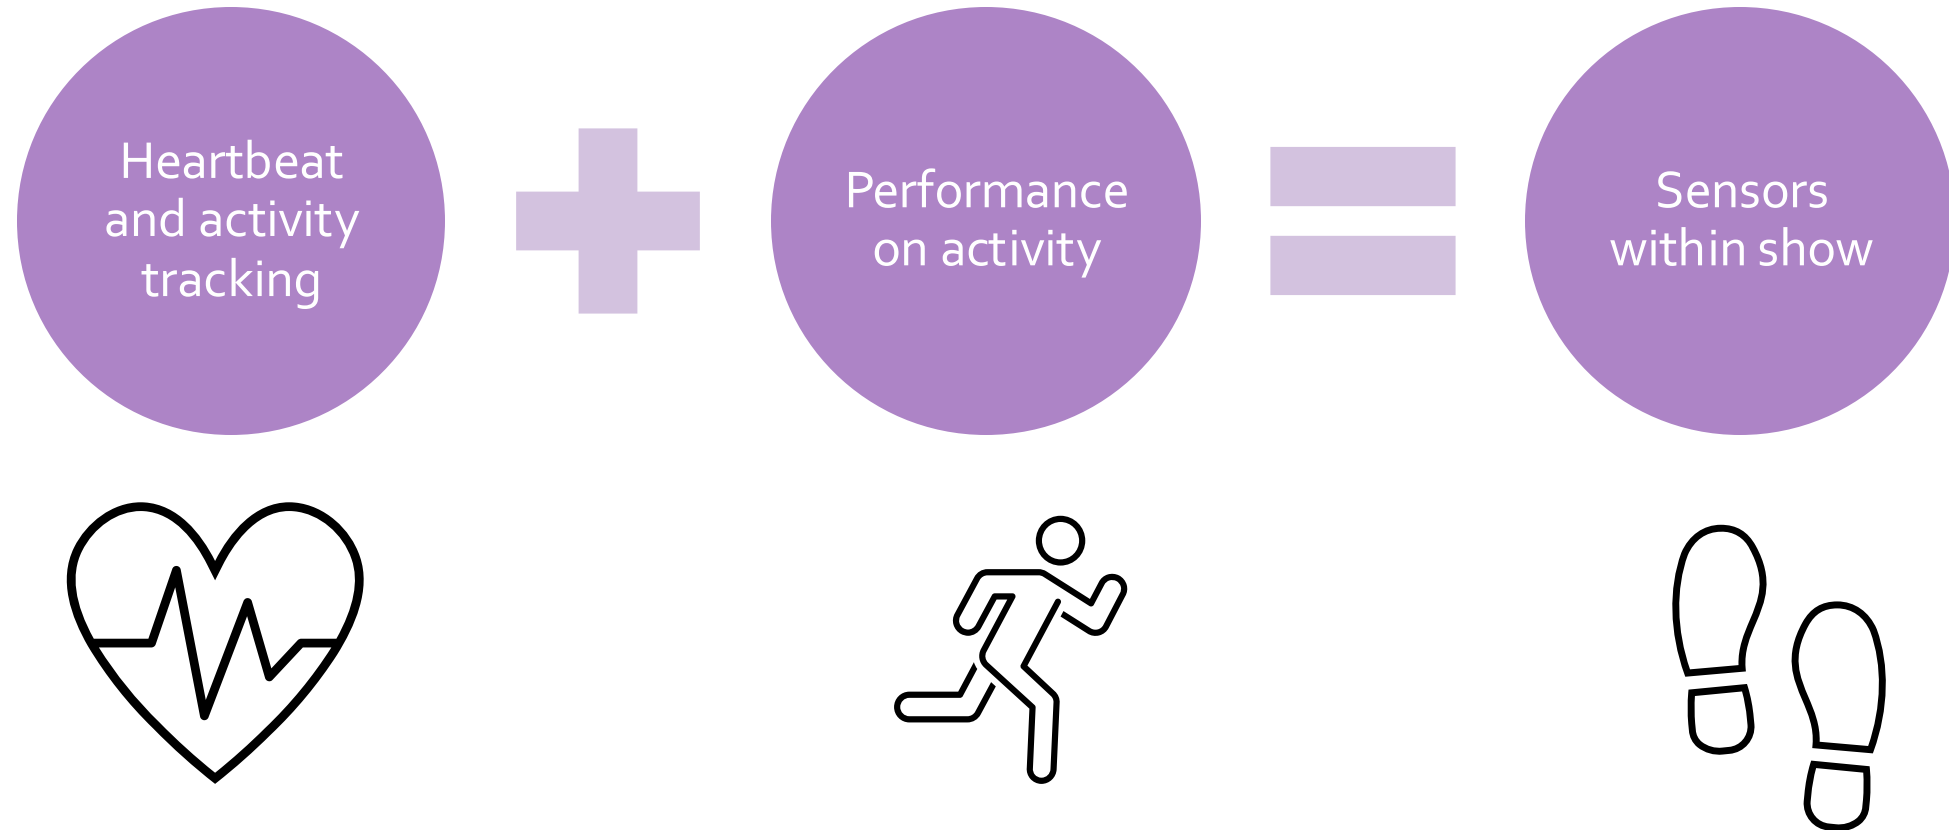 Heartbeat
and activity
tracking
Performance
on activity
Sensors
within show